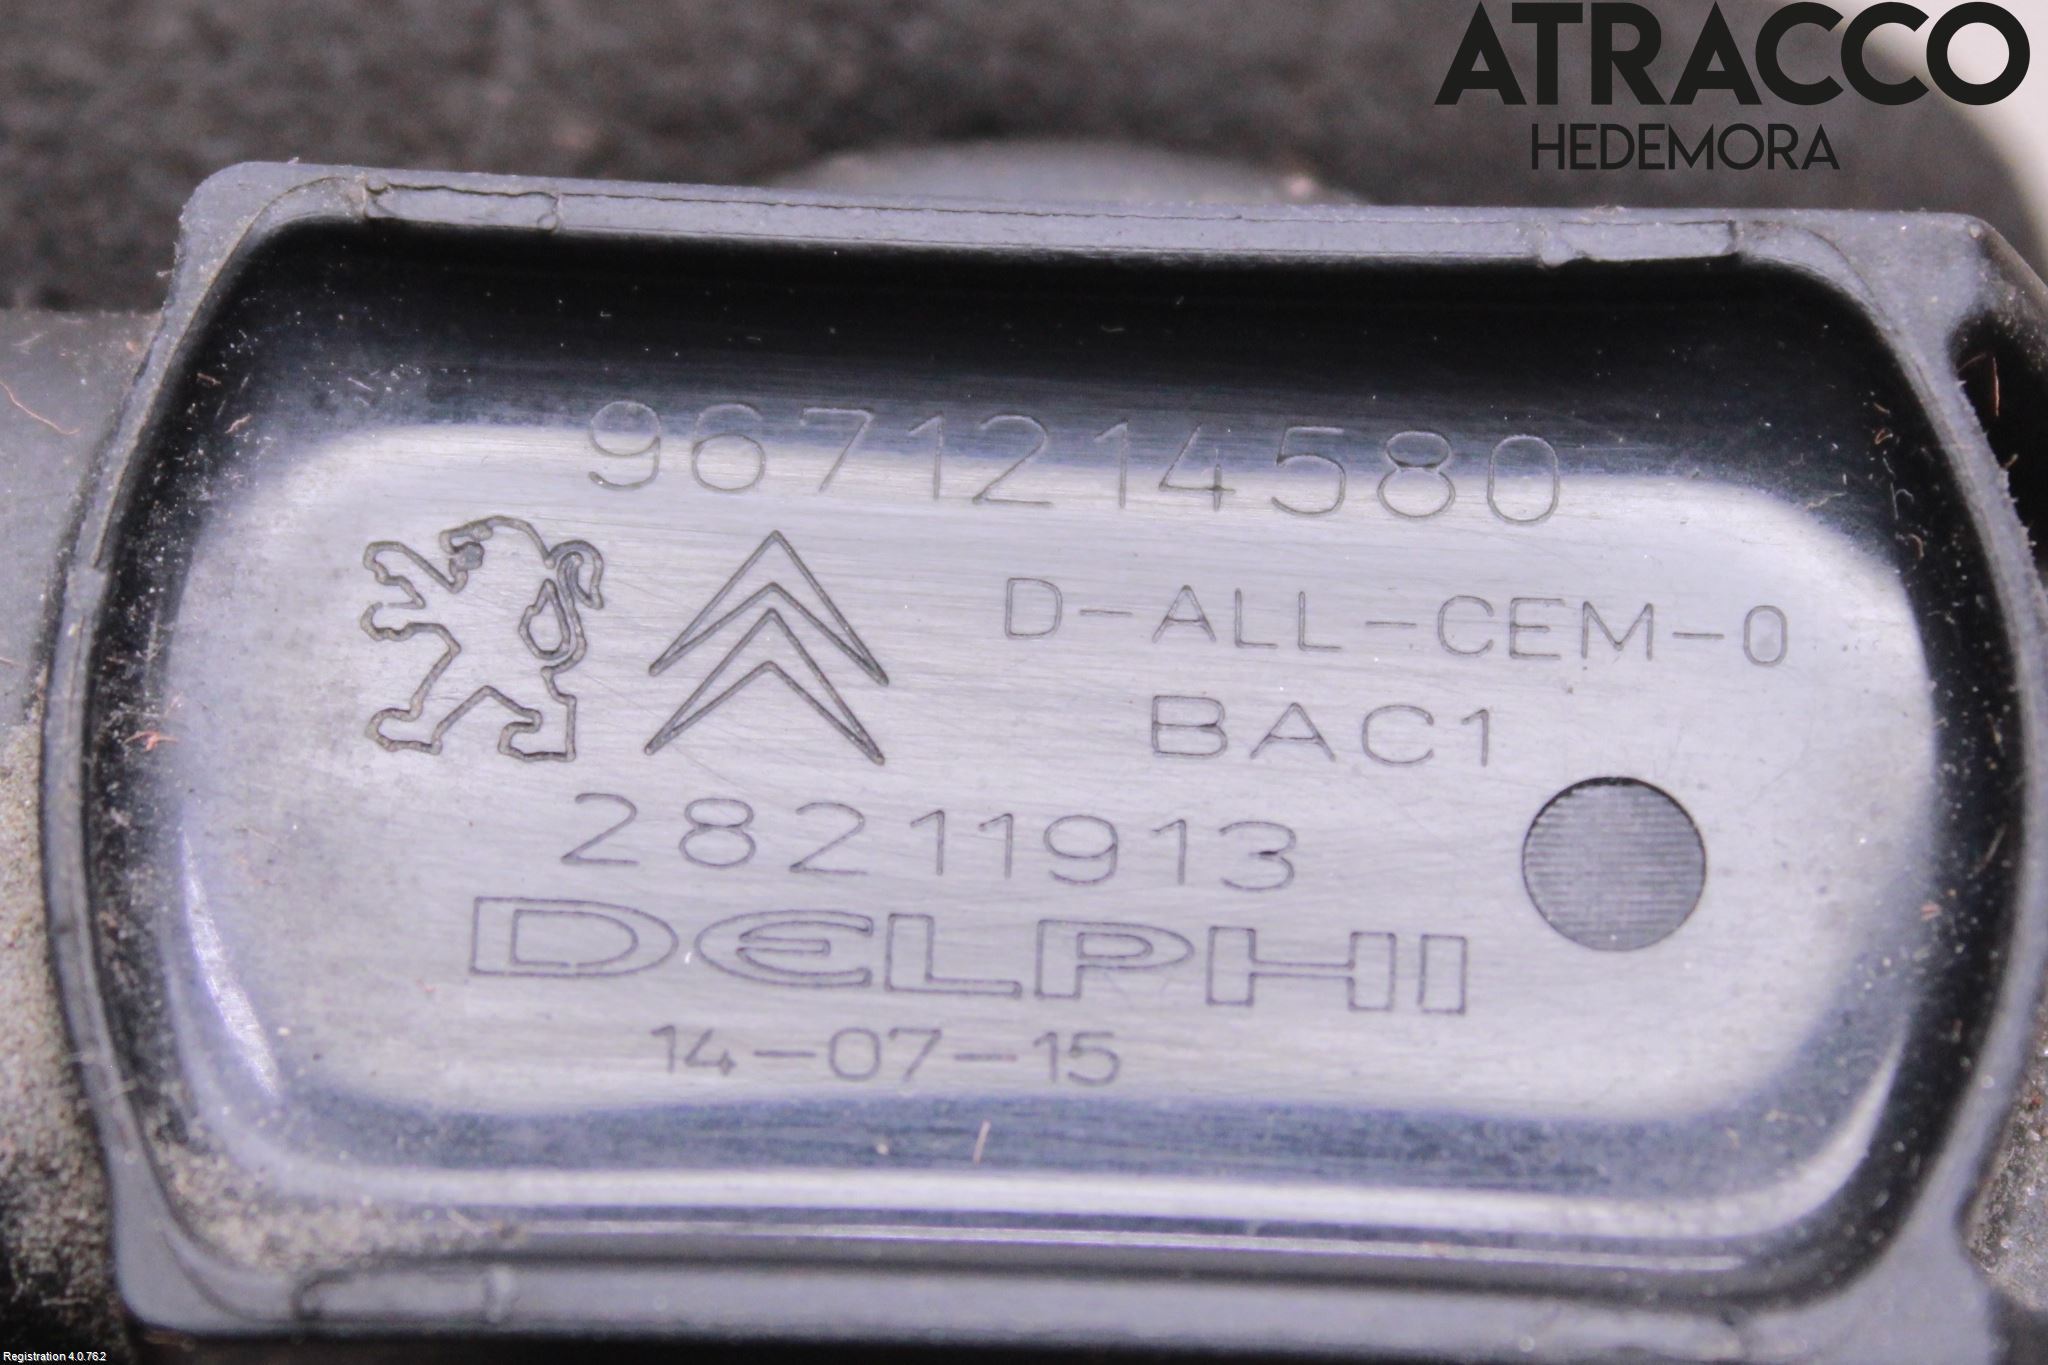 ATRACCO
HEDEMORA
9671214580
D-ALL-CEM-0
BAC1
28211913
DELPHI
14-07-15
Registration 4.0.76.2